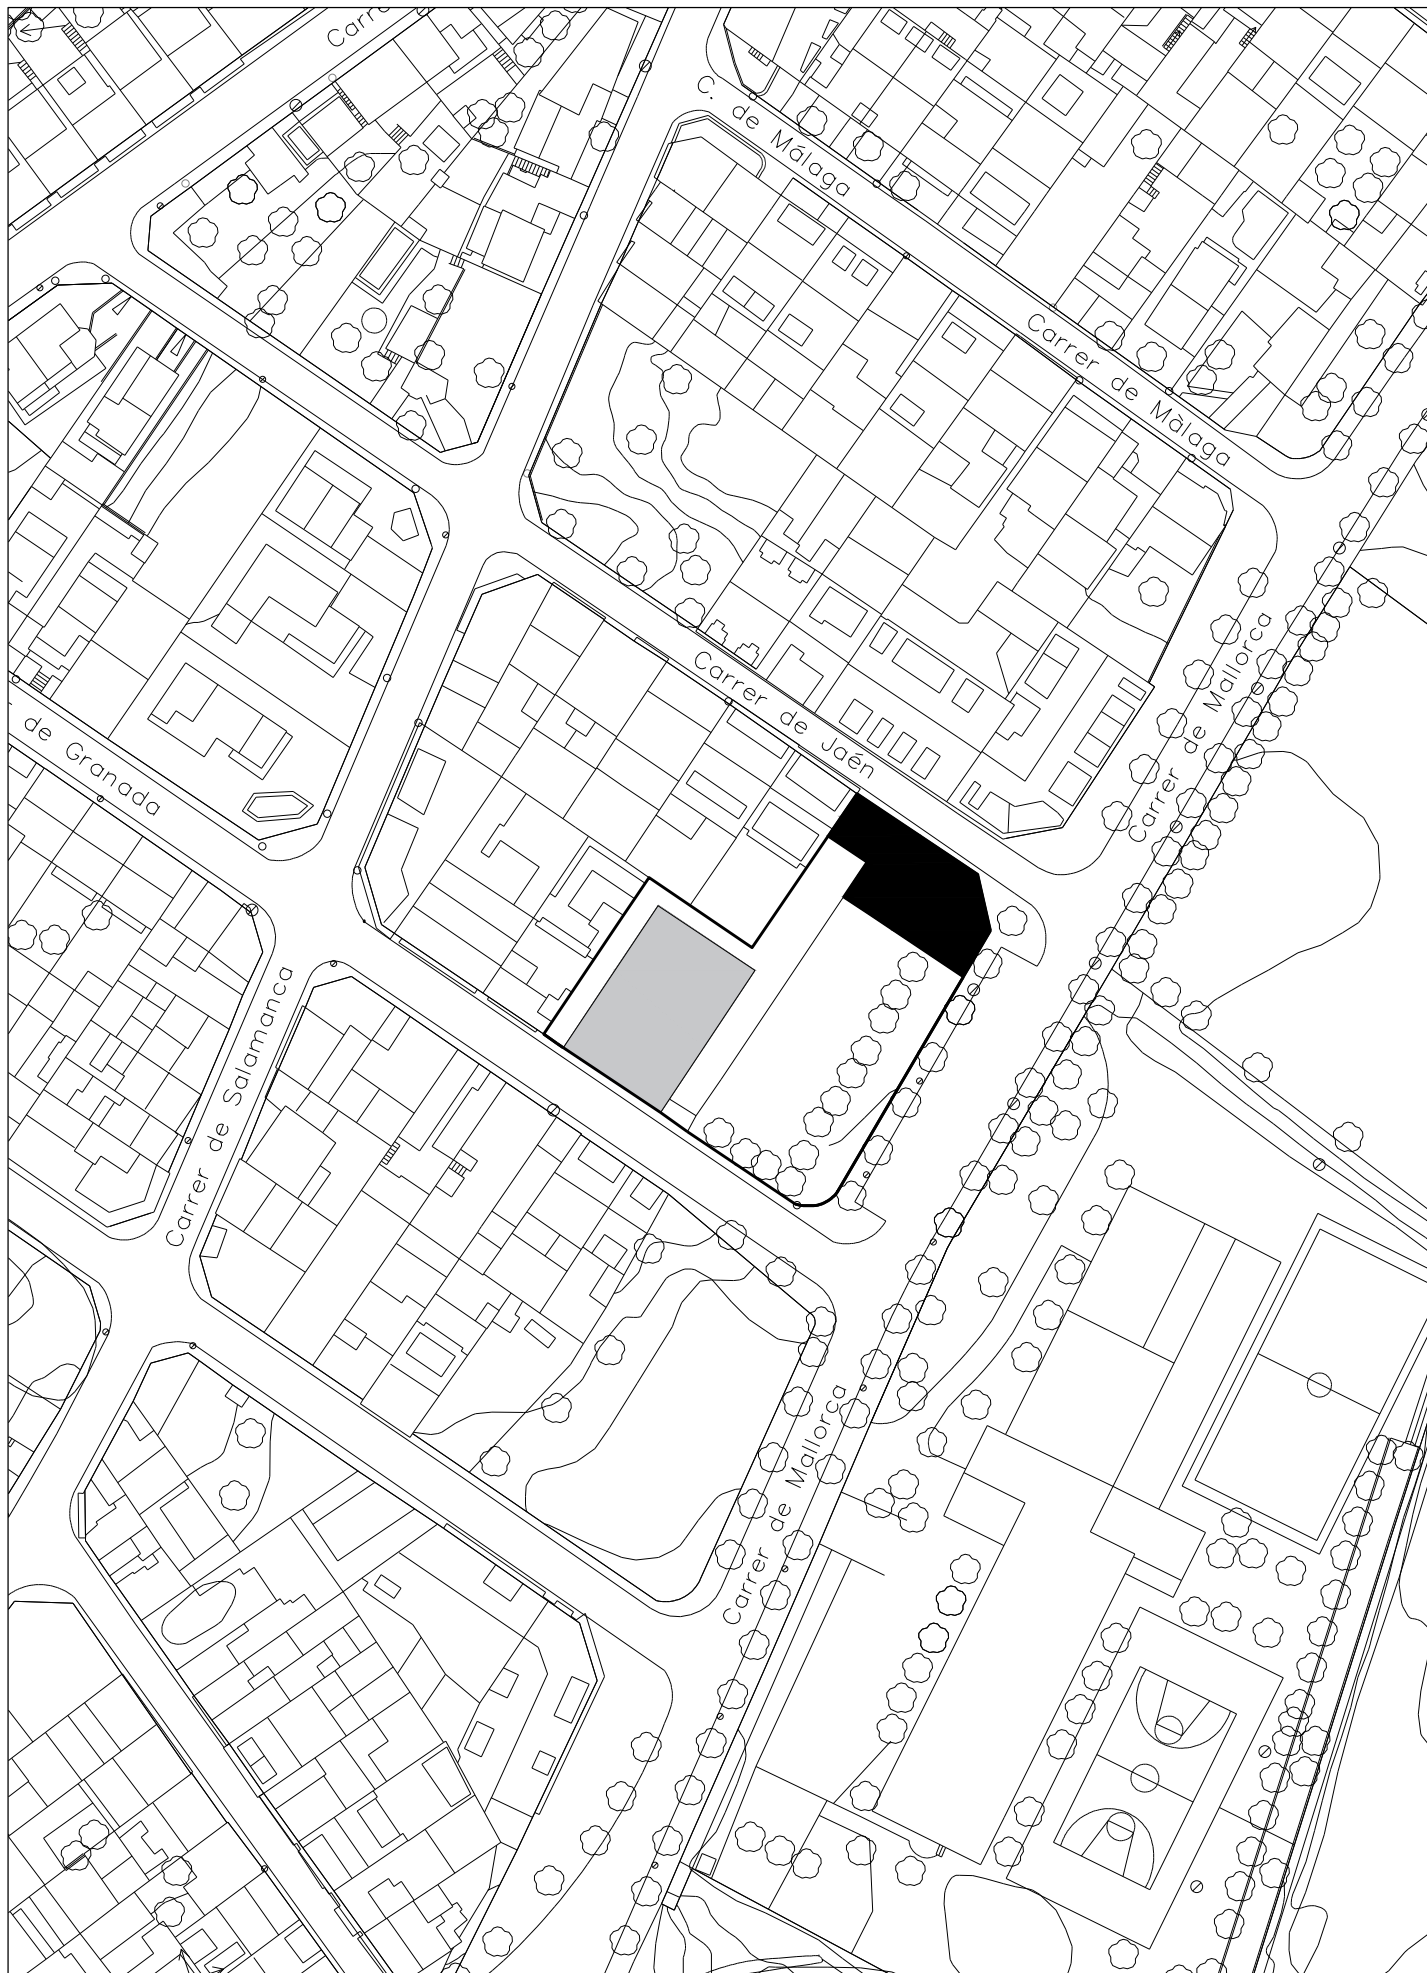 C. de Málaga
Carrer de Màlaga
Carrer de Jaén
Carrer de Mallorca
de Granada
Carrer de Salamanca
Carrer de Mallorca